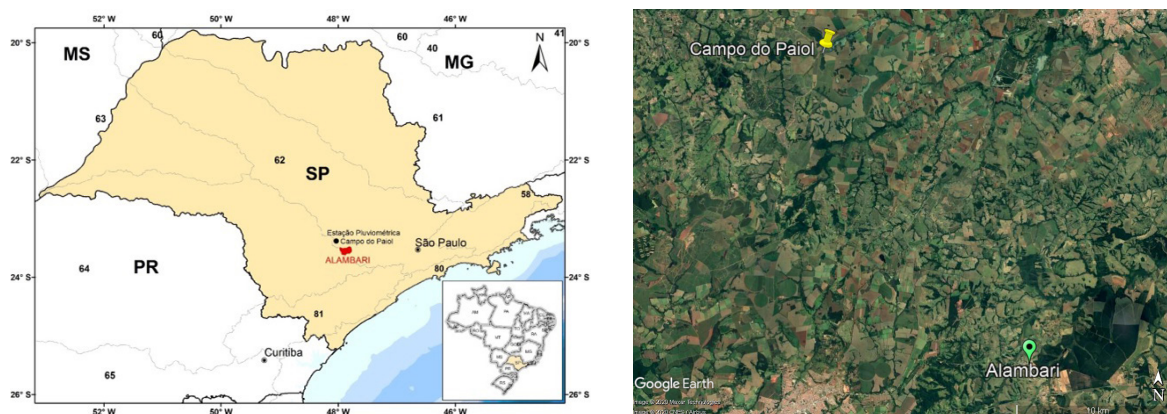 52° W
50° W
48° W
46° W
20° S
MS
60
60
40
41
MG
N
63
61
22° S
22° S
62
SP
58
Estação Pluviométrica
Campo do Paiol
São Paulo
ALAMBARI
24° S
24° S
64
PR
80
81
Curitiba
65
26° S
26° S
52° W
50° W
48° W
46° W
Campo do Paiol
Alambari
Google Earth
N
10 km